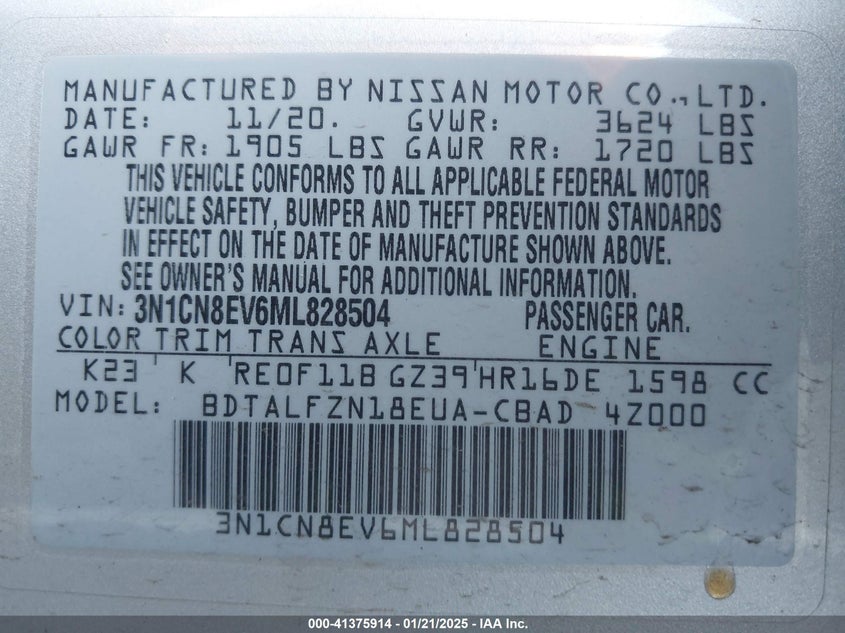 MANUFACTURED BY NISSAN MOTOR CO., LTD.
DATE: 11/20. GVWR: 3624 LBS
GAWR FR: 1905 LBS GAWR RR: 1720 LBS
THIS VEHICLE CONFORMS TO ALL APPLICABLE FEDERAL MOTOR
VEHICLE SAFETY, BUMPER AND THEFT PREVENTION STANDARDS
IN EFFECT ON THE DATE OF MANUFACTURE SHOWN ABOVE.
SEE OWNER'S MANUAL FOR ADDITIONAL INFORMATION.
VIN: 3N1CN8EV6ML828504 PASSENGER CAR.
COLOR TRIM TRANS AXLE ENGINE
K23 ' K ' RE0F11B GZ39 ' HR16DE 1598 CC
MODEL: BDTALFZN18EUA-CBAD 4Z000
3N1CN8EV6ML828504
000-41375914 - 01/21/2025 - IAA Inc.